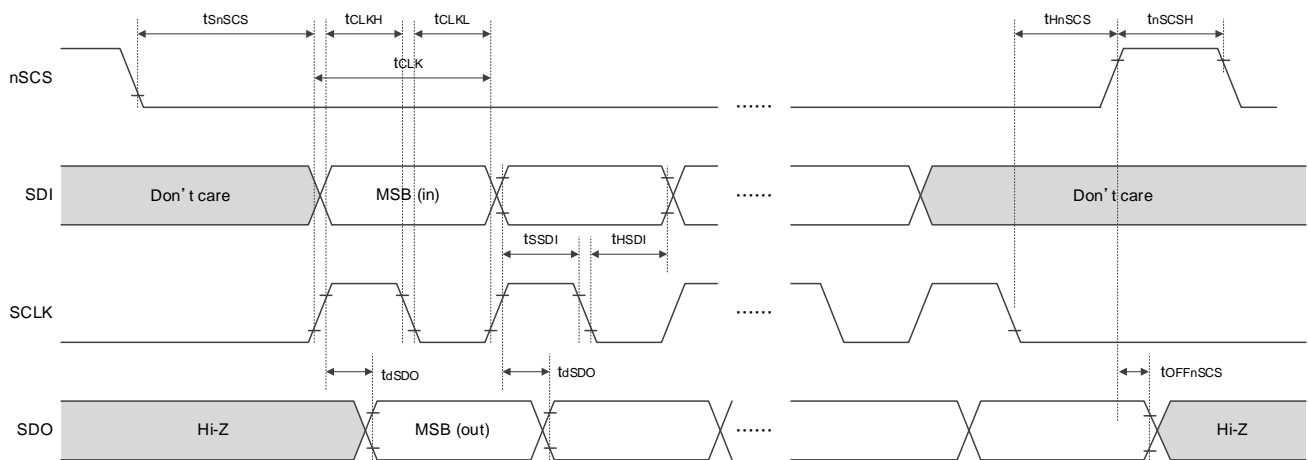 tSnSCS tCLKH tCLKL tHnSCS tnSCSH
tCLK
nSCS
......
SDI Don't care MSB (in) ...... Don't care
tSSDI tHSDI
SCLK
......
tdSDO tdSDO tOFFnSCS
SDO Hi-Z MSB (out) ...... Hi-Z